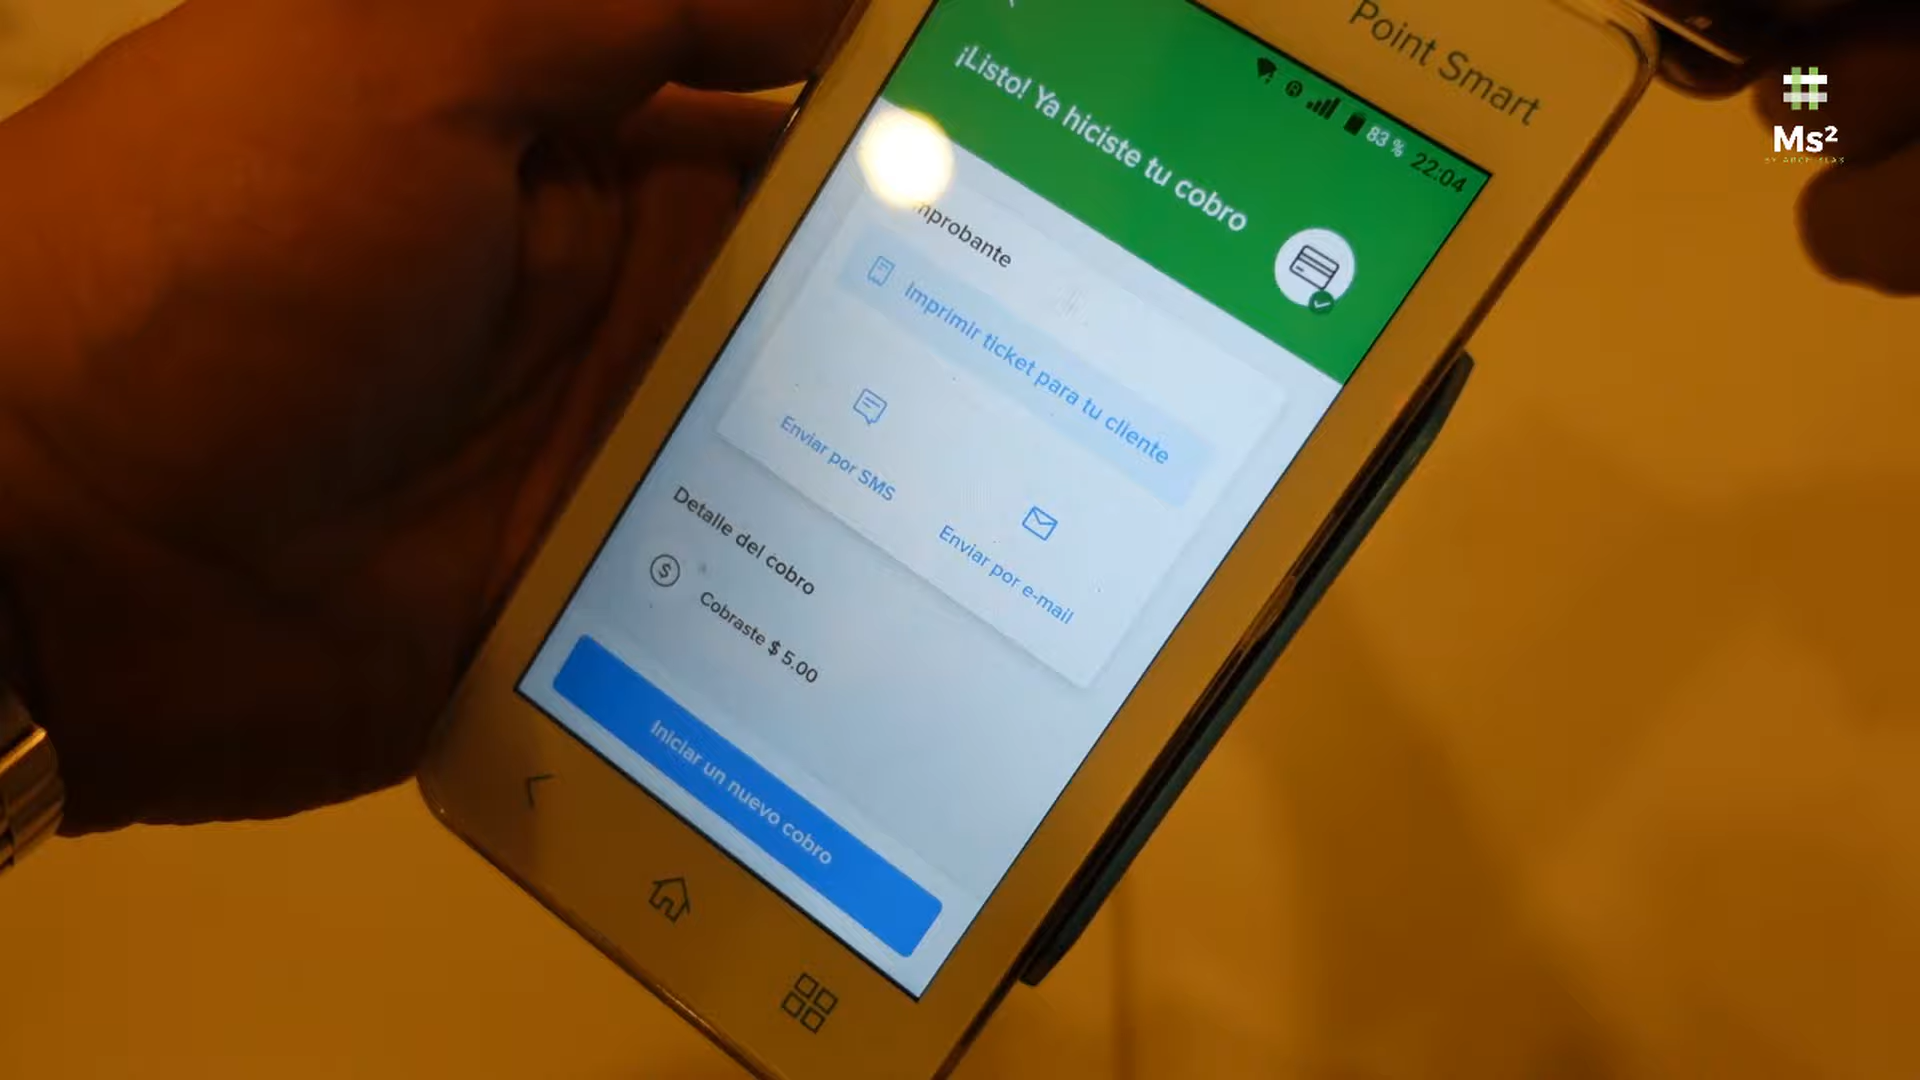 Point Smart
83 % 22:04
¡Listo! Ya hiciste tu cobro
mprobante
Imprimir ticket para tu cliente
Enviar por SMS
Enviar por e-mail
Detalle del cobro
Cobraste $ 5.00
Iniciar un nuevo cobro
Ms²